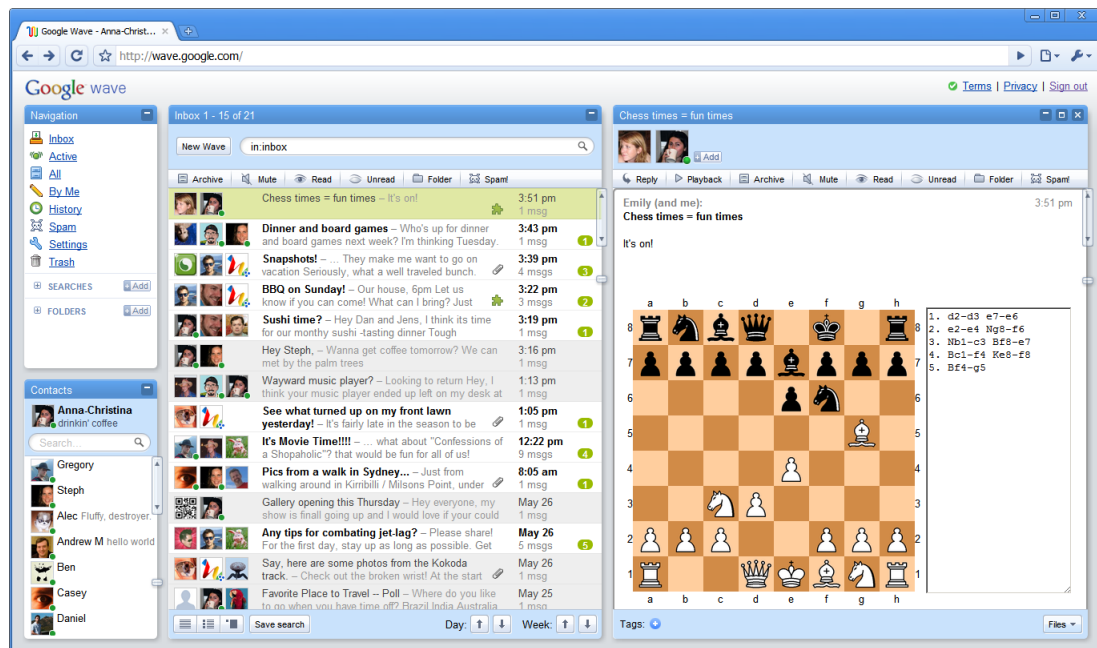 Google Wave - Anna-Christ...
http://wave.google.com/
Google wave
Terms | Privacy | Sign out
Navigation
Inbox
Active
All
By Me
History
Spam
Settings
Trash
SEARCHES Add
FOLDERS Add
Contacts
Anna-Christina
drinkin' coffee
Search...
Gregory
Steph
Alec Fluffy, destroyer.
Andrew M hello world
Ben
Casey
Daniel
Inbox 1 - 15 of 21
New Wave in:inbox
Archive Mute Read Unread Folder Spam!
Chess times = fun times – It's on! 3:51 pm
1 msg
Dinner and board games – Who's up for dinner 3:43 pm
and board games next week? I'm thinking Tuesday. 1 msg 1
Snapshots! – ... They make me want to go on 3:39 pm
vacation Seriously, what a well traveled bunch. 4 msgs 3
BBQ on Sunday! – Our house, 6pm Let us 3:22 pm
know if you can come! What can I bring? Just 3 msgs 2
Sushi time? – Hey Dan and Jens, I think its time 3:19 pm
for our monthy sushi -tasting dinner Tough 1 msg 1
Hey Steph, – Wanna get coffee tomorrow? We can 3:16 pm
met by the palm trees 1 msg
Wayward music player? – Looking to return Hey, I 1:13 pm
think your music player ended up left on my desk at 1 msg
See what turned up on my front lawn 1:05 pm
yesterday! – It's fairly late in the season to be 1 msg 1
It's Movie Time!!!! – ... what about "Confessions of 12:22 pm
a Shopaholic"? that would be fun for all of us! 9 msgs 4
Pics from a walk in Sydney... – Just from 8:05 am
walking around in Kirribilli / Milsons Point, under 1 msg 1
Gallery opening this Thursday – Hey everyone, my May 26
show is finall going up and I would love if your could 1 msg
Any tips for combating jet-lag? – Please share! May 26
For the first day, stay up as long as possible. Get 5 msgs 5
Say, here are some photos from the Kokoda May 26
track. – Check out the broken wrist! At the start 1 msg
Favorite Place to Travel -- Poll – Where do you like May 25
to go when you have time off? Brazil India Australia 1 msg
Save search Day: Week:
Chess times = fun times
Add
Reply Playback Archive Mute Read Unread Folder Spam!
Emily (and me): 3:51 pm
Chess times = fun times
It's on!
a b c d e f g h
8 8
7 7
6 6
5 5
4 4
3 3
2 2
1 1
a b c d e f g h
1. d2-d3 e7-e6
2. e2-e4 Ng8-f6
3. Nb1-c3 Bf8-e7
4. Bc1-f4 Ke8-f8
5. Bf4-g5
Tags: Files